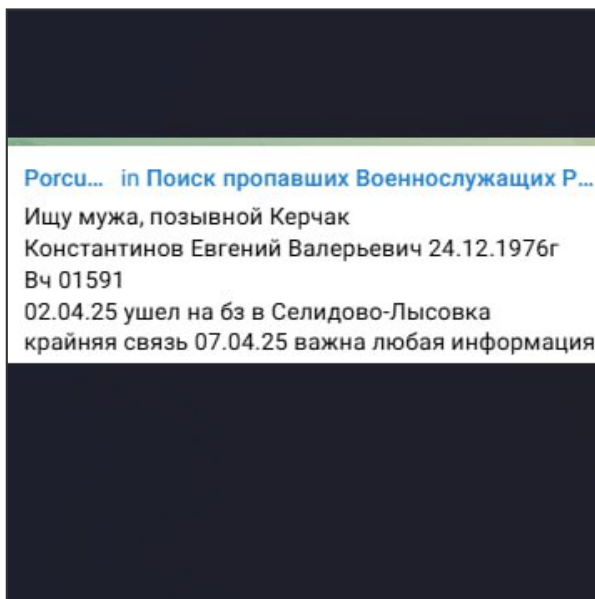 Porcu... in Поиск пропавших Военнослужащих Р...
Ищу мужа, позывной Керчак
Константинов Евгений Валерьевич 24.12.1976г
Вч 01591
02.04.25 ушел на бз в Селидово-Лысовка
крайняя связь 07.04.25 важна любая информация